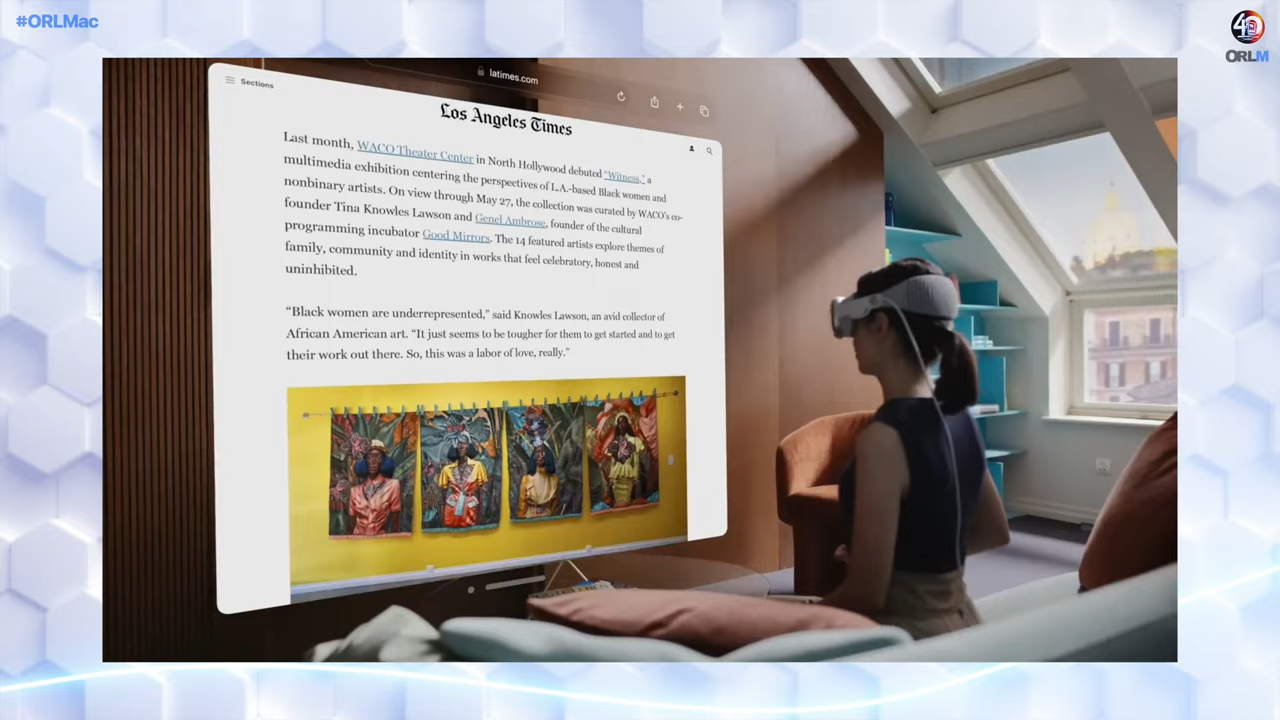 #ORLMac
40
ORLM
latimes.com
Sections
Los Angeles Times
Last month, WACO Theater Center in North Hollywood debuted “Witness,” a
multimedia exhibition centering the perspectives of L.A.-based Black women and
nonbinary artists. On view through May 27, the collection was curated by WACO’s co-
founder Tina Knowles Lawson and Genel Ambrose, founder of the cultural
programming incubator Good Mirrors. The 14 featured artists explore themes of
family, community and identity in works that feel celebratory, honest and
uninhibited.
“Black women are underrepresented,” said Knowles Lawson, an avid collector of
African American art. “It just seems to be tougher for them to get started and to get
their work out there. So, this was a labor of love, really.”